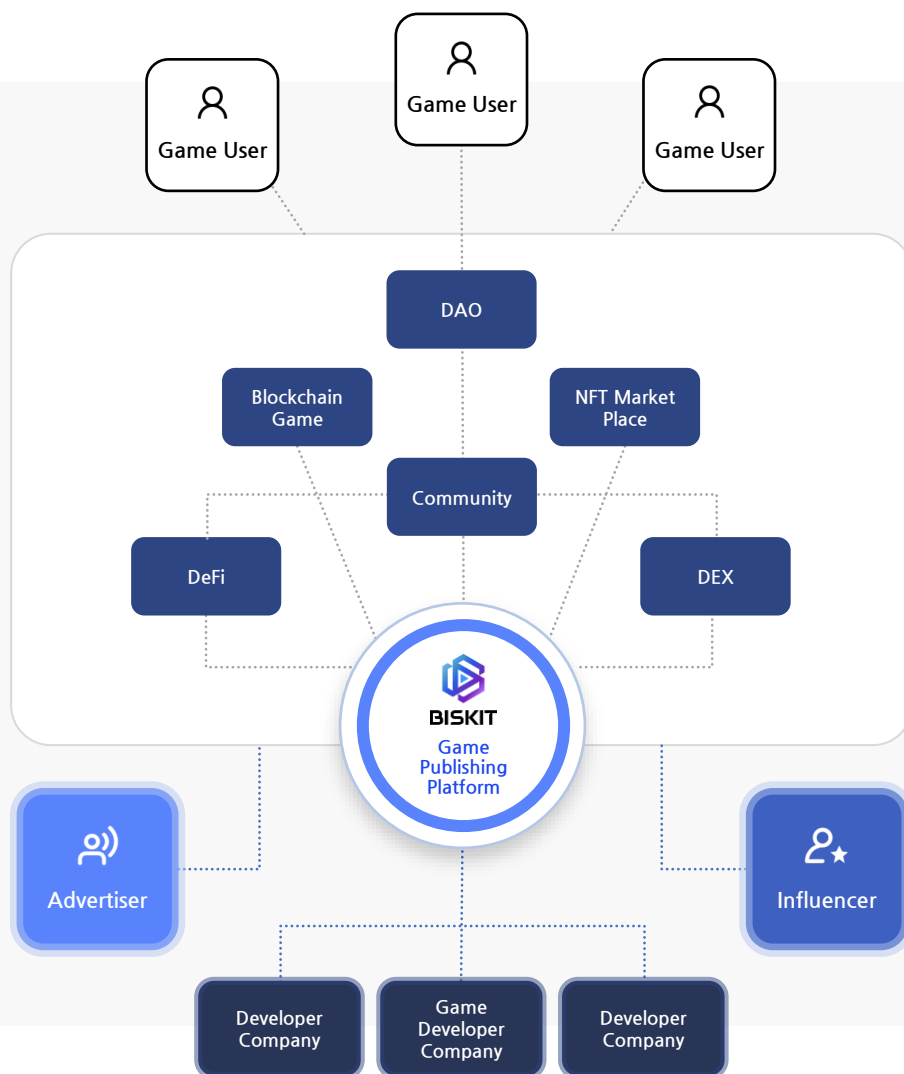 Game User
Game User
Game User
DAO
Blockchain
Game
NFT Market
Place
Community
DeFi
DEX
BISKIT
Game
Publishing
Platform
Advertiser
Influencer
Developer
Company
Game
Developer
Company
Developer
Company